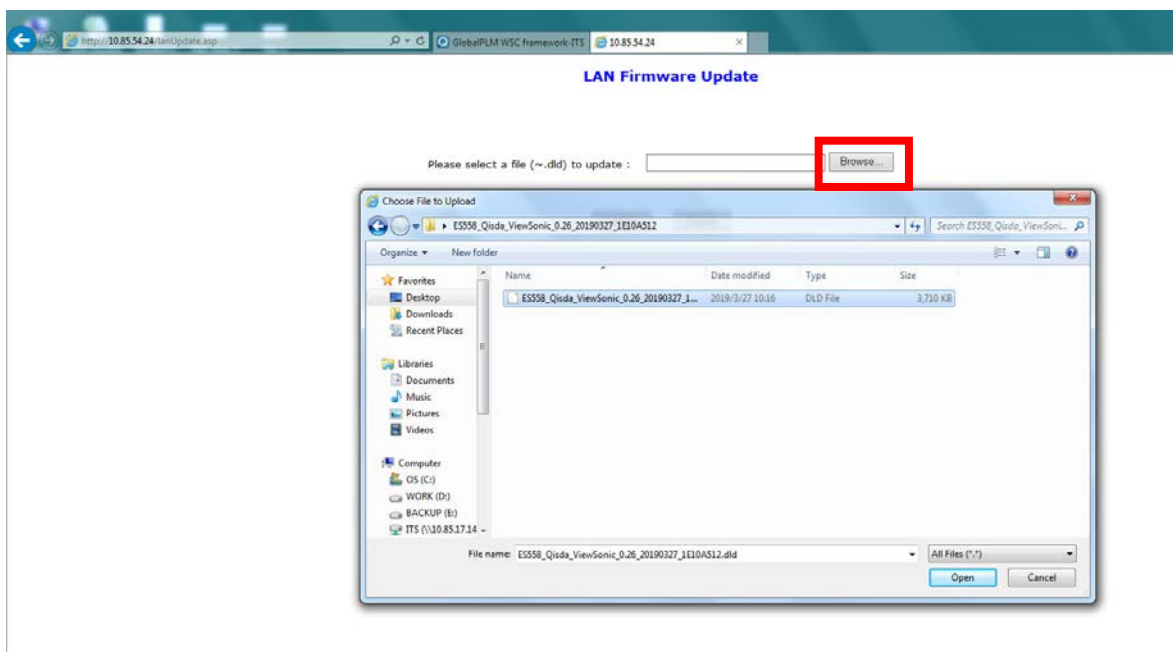 http://10.85.54.24/lanUpdate.asp
GlobalPLM WSC framework-ITS
10.85.54.24
LAN Firmware Update
Please select a file (~.dld) to update :
Browse...
Choose File to Upload
ES558_Qisda_ViewSonic_0.26_20190327_1E10A512
Search ES558_Qisda_ViewSoni...
Organize
New folder
Name Date modified Type Size
Favorites
Desktop
Downloads
Recent Places
Libraries
Documents
Music
Pictures
Videos
Computer
OS (C:)
WORK (D:)
BACKUP (E:)
ITS (\\10.85.17.14
ES558_Qisda_ViewSonic_0.26_20190327_1... 2019/3/27 10:16 DLD File 3,710 KB
File name: ES558_Qisda_ViewSonic_0.26_20190327_1E10A512.dld
All Files (*.*)
Open
Cancel